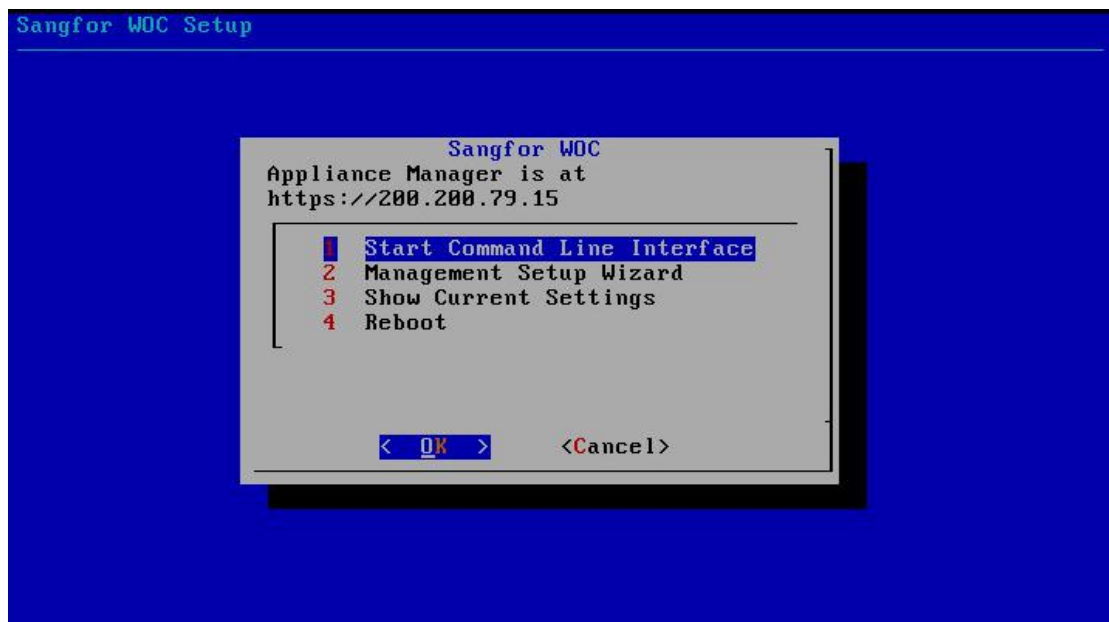 Sangfor WOC Setup
Sangfor WOC
Appliance Manager is at
https://200.200.79.15
1 Start Command Line Interface
2 Management Setup Wizard
3 Show Current Settings
4 Reboot
< OK > <Cancel>